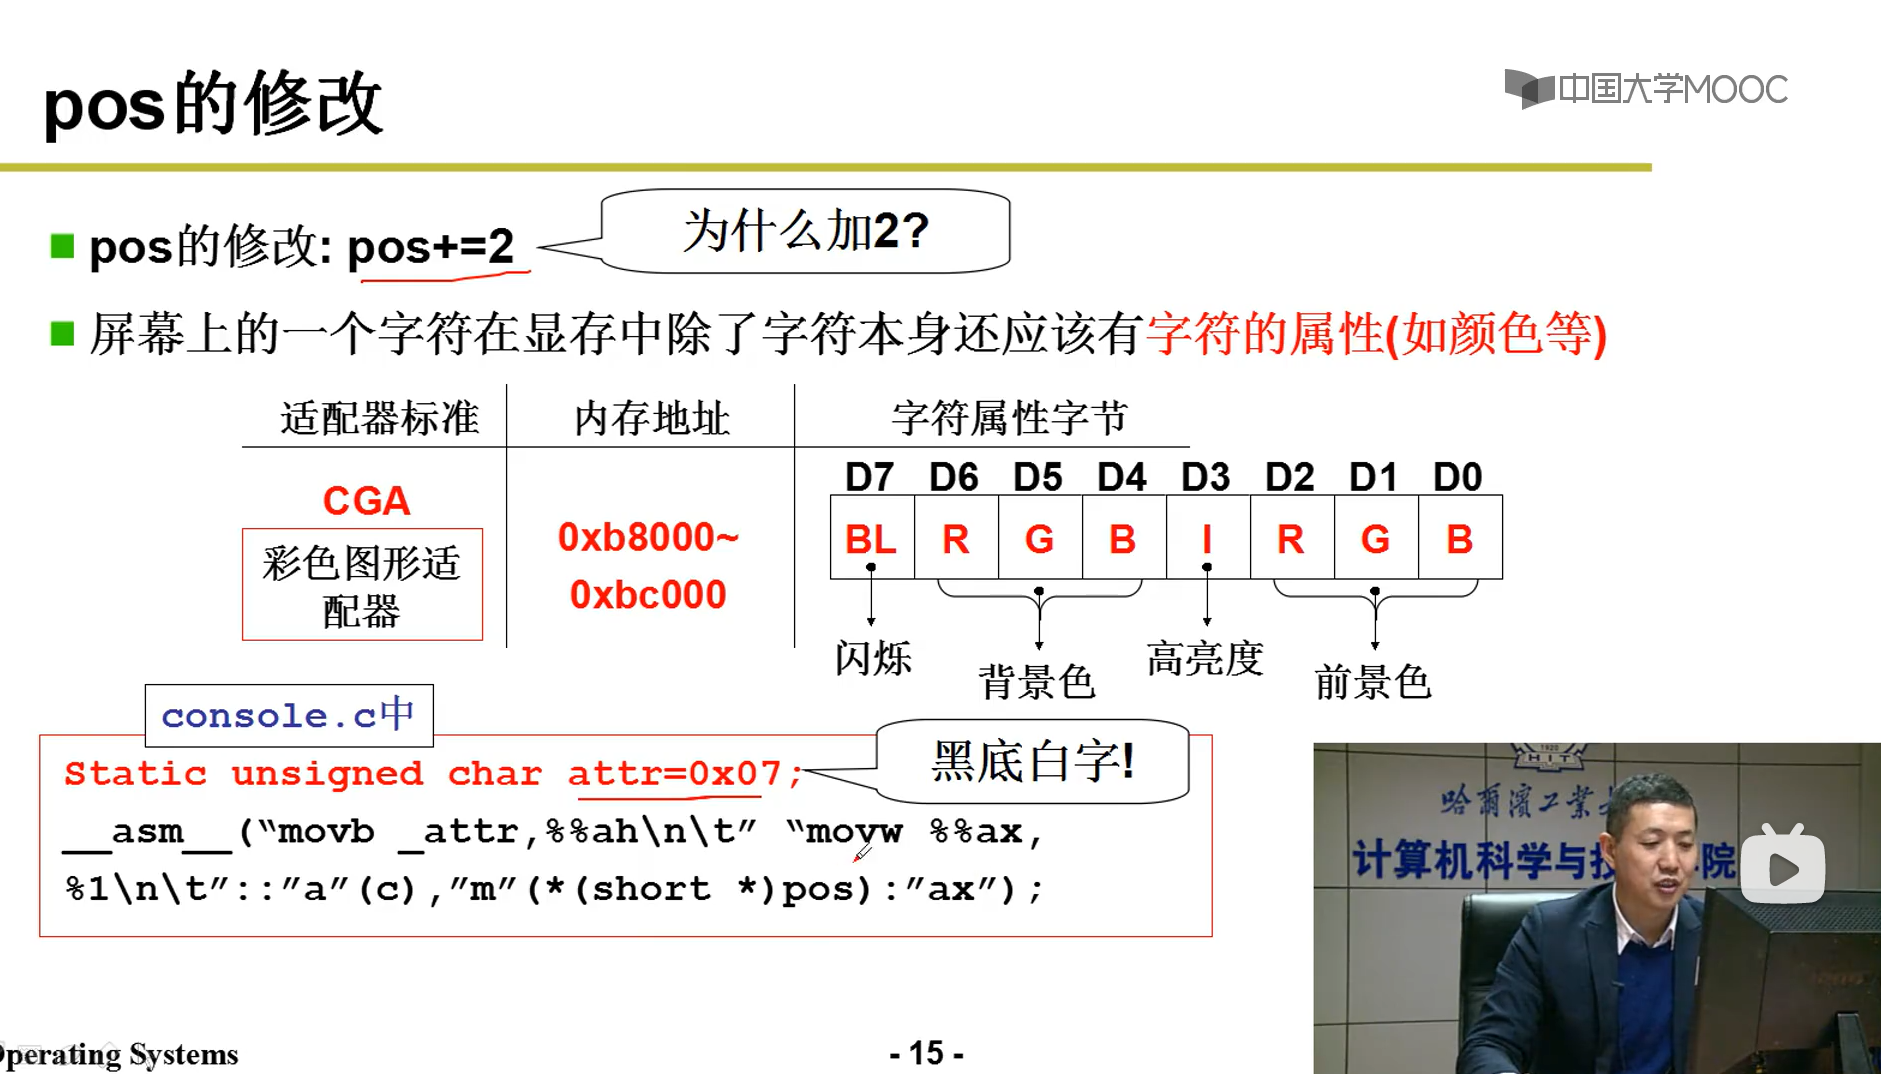 pos的修改
中国大学MOOC
pos的修改: pos+=2
为什么加2?
屏幕上的一个字符在显存中除了字符本身还应该有字符的属性(如颜色等)
适配器标准 内存地址 字符属性字节
D7 D6 D5 D4 D3 D2 D1 D0
CGA
BL R G B I R G B
彩色图形适
配器
0xb8000~
0xbc000
闪烁
背景色
高亮度
前景色
console.c中
黑底白字!
Static unsigned char attr=0x07;
__asm__(“movb _attr,%%ah\n\t” “movw %%ax,
%1\n\t”::”a”(c),”m”(*(short *)pos):”ax”);
1920
HIT
哈爾濱工業
计算机科学与技 院
Operating Systems
- 15 -